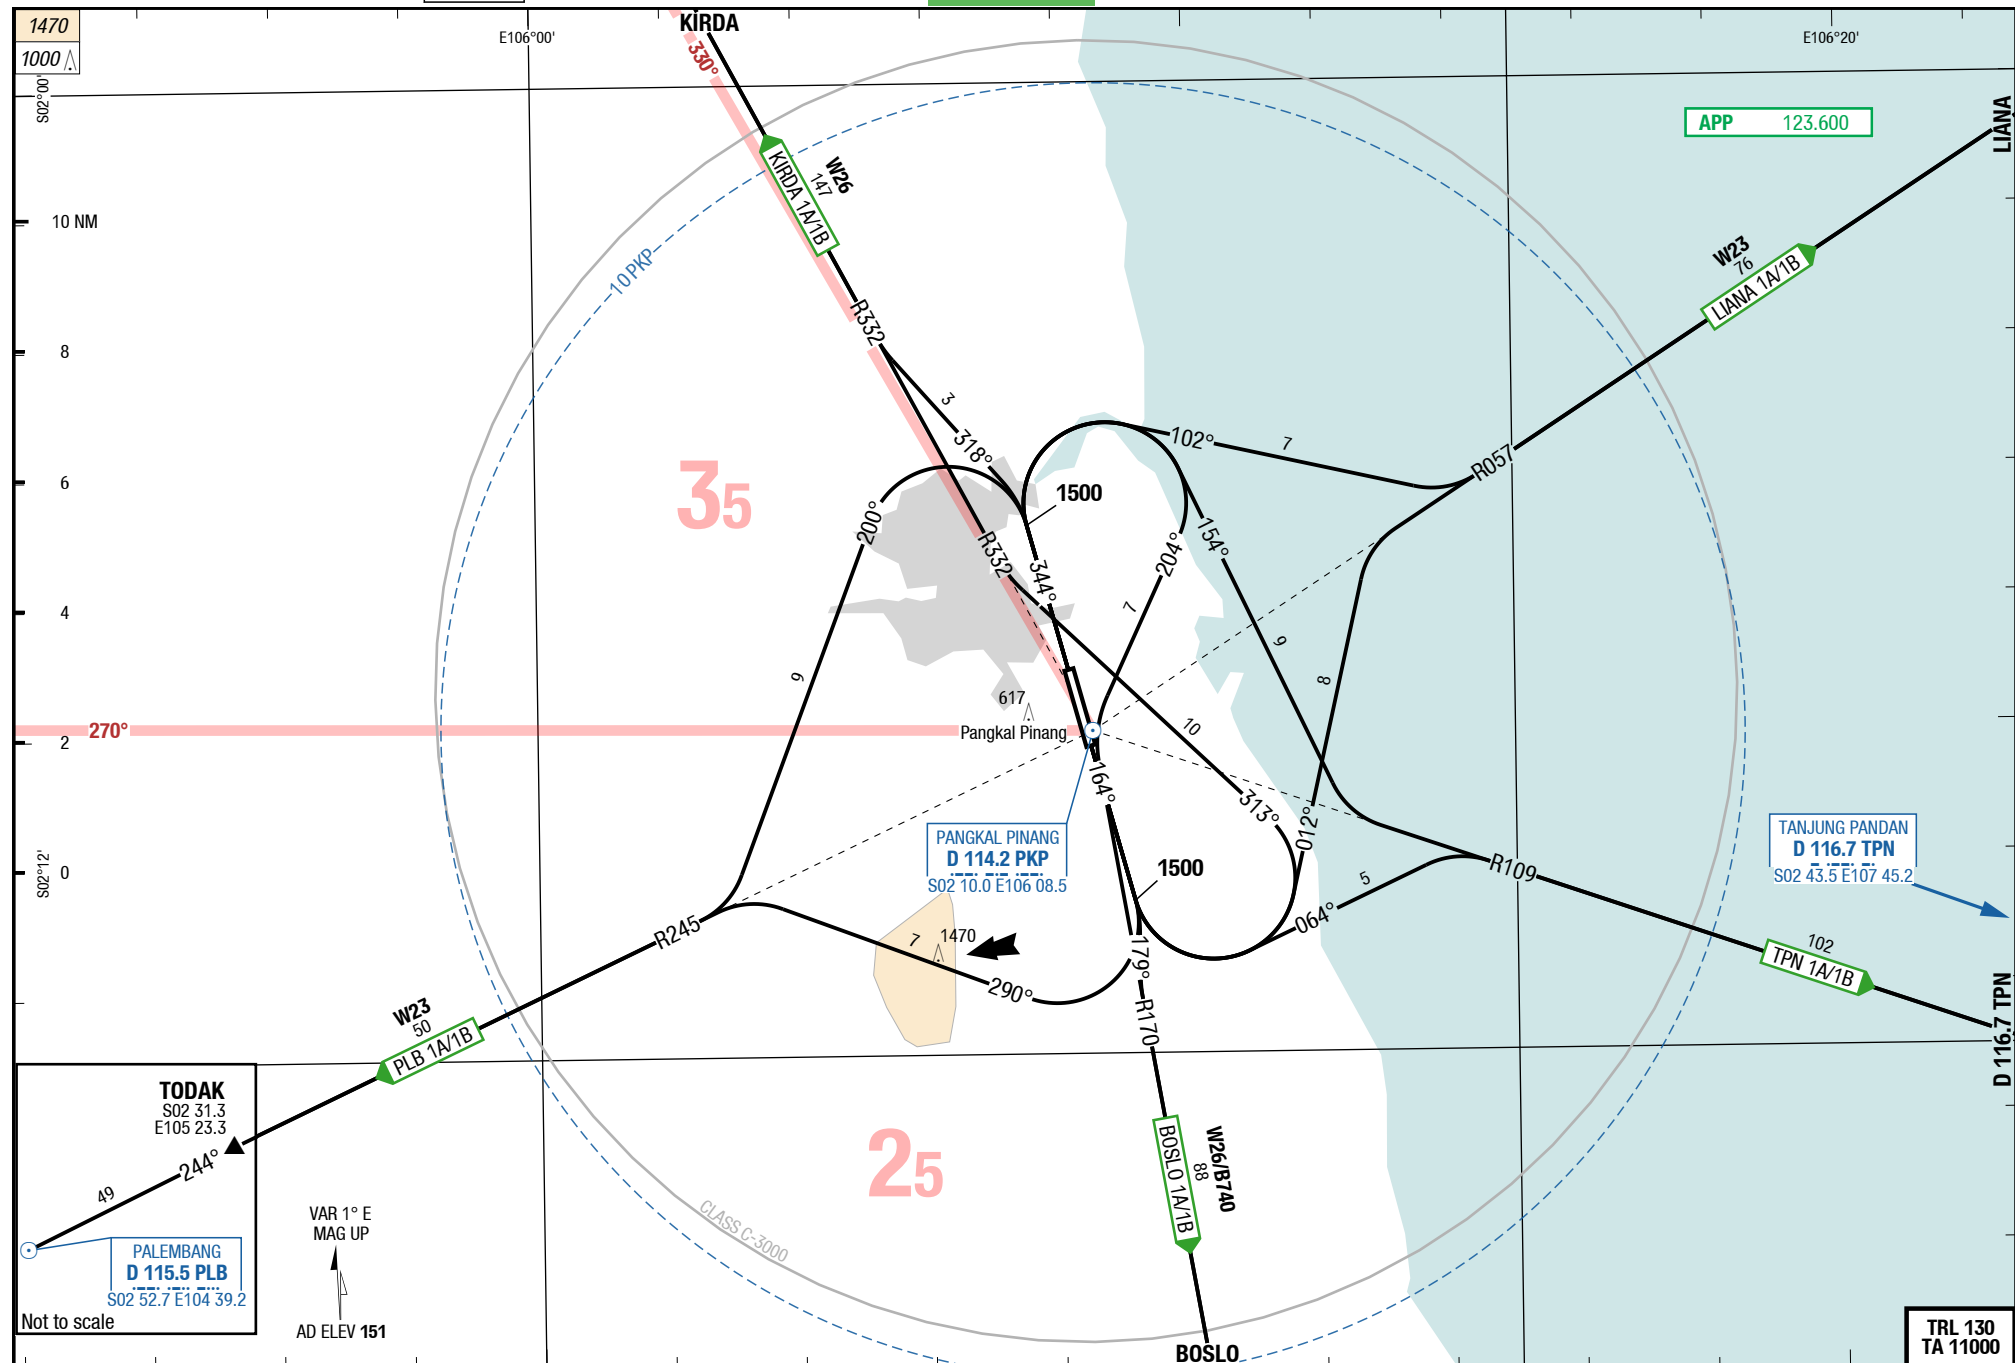 1470
1000
KIRDA
E106°00'
E106°20'
S02°00'
330°
APP 123.600
LIANA
KIRDA 1A/1B
W26
147
10 NM
10 PKP
W23
76
LIANA 1A/1B
R332
8
3
318°
102°
7
R057
6
35
1500
200°
R332
344°
204°
154°
4
7
9
9
8
617
Pangkal Pinang
270°
10
2
164°
313°
012°
PANGKAL PINANG
D 114.2 PKP
S02 10.0 E106 08.5
TANJUNG PANDAN
D 116.7 TPN
S02 43.5 E107 45.2
S02°12'
0
1500
R109
5
064°
R245
7
1470
179°
290°
R170
102
TPN 1A/1B
D 116.7 TPN
W23
50
PLB 1A/1B
TODAK
S02 31.3
E105 23.3
244°
49
25
BOSLO 1A/1B
W26/B740
88
CLASS C-3000
VAR 1° E
MAG UP
PALEMBANG
D 115.5 PLB
S02 52.7 E104 39.2
Not to scale
AD ELEV 151
BOSLO
TRL 130
TA 11000